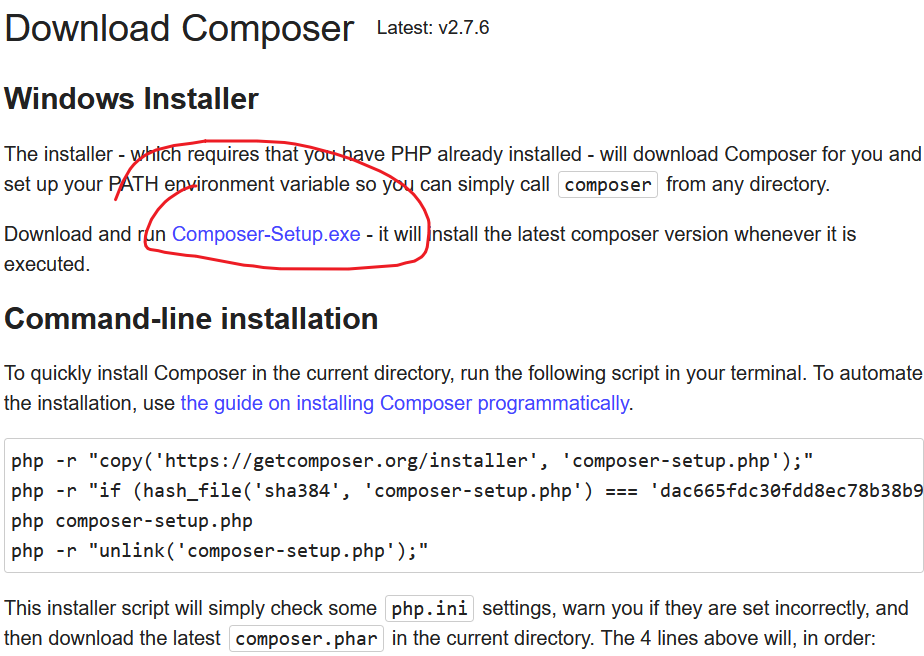 Download Composer Latest: v2.7.6
Windows Installer
The installer - which requires that you have PHP already installed - will download Composer for you and
set up your PATH environment variable so you can simply call composer from any directory.
Download and run Composer-Setup.exe - it will install the latest composer version whenever it is
executed.
Command-line installation
To quickly install Composer in the current directory, run the following script in your terminal. To automate
the installation, use the guide on installing Composer programmatically.
php -r "copy('https://getcomposer.org/installer', 'composer-setup.php');"
php -r "if (hash_file('sha384', 'composer-setup.php') === 'dac665fdc30fdd8ec78b38b9
php composer-setup.php
php -r "unlink('composer-setup.php');"
This installer script will simply check some php.ini settings, warn you if they are set incorrectly, and
then download the latest composer.phar in the current directory. The 4 lines above will, in order: